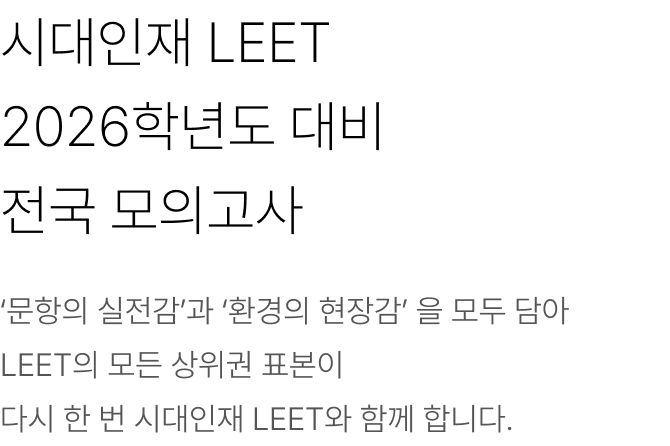 시대인재 LEET
2026학년도 대비
전국 모의고사
‘문항의 실전감’과 ‘환경의 현장감’ 을 모두 담아
LEET의 모든 상위권 표본이
다시 한 번 시대인재 LEET와 함께 합니다.